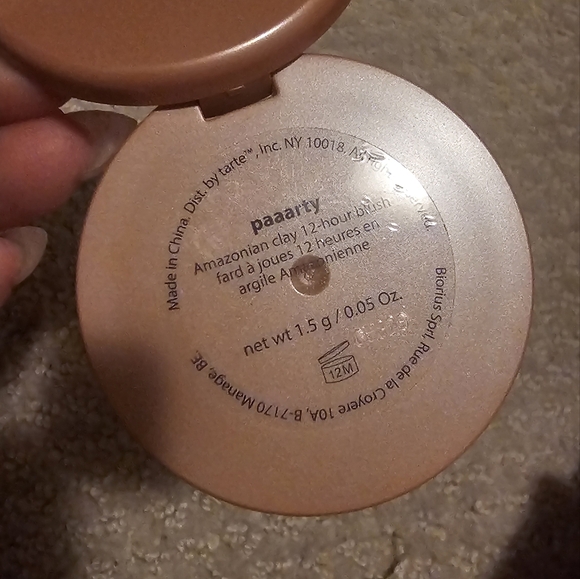 Made in China. Dist. by tarte™, Inc. NY 10018.
paaarty
Amazonian clay 12-hour blush
fard à joues 12 heures en
argile Amazonienne
net wt 1.5 g / 0.05 Oz.
12M
Biorius Sprl, Rue de la Croyere 10A, B-7170 Manage, BE